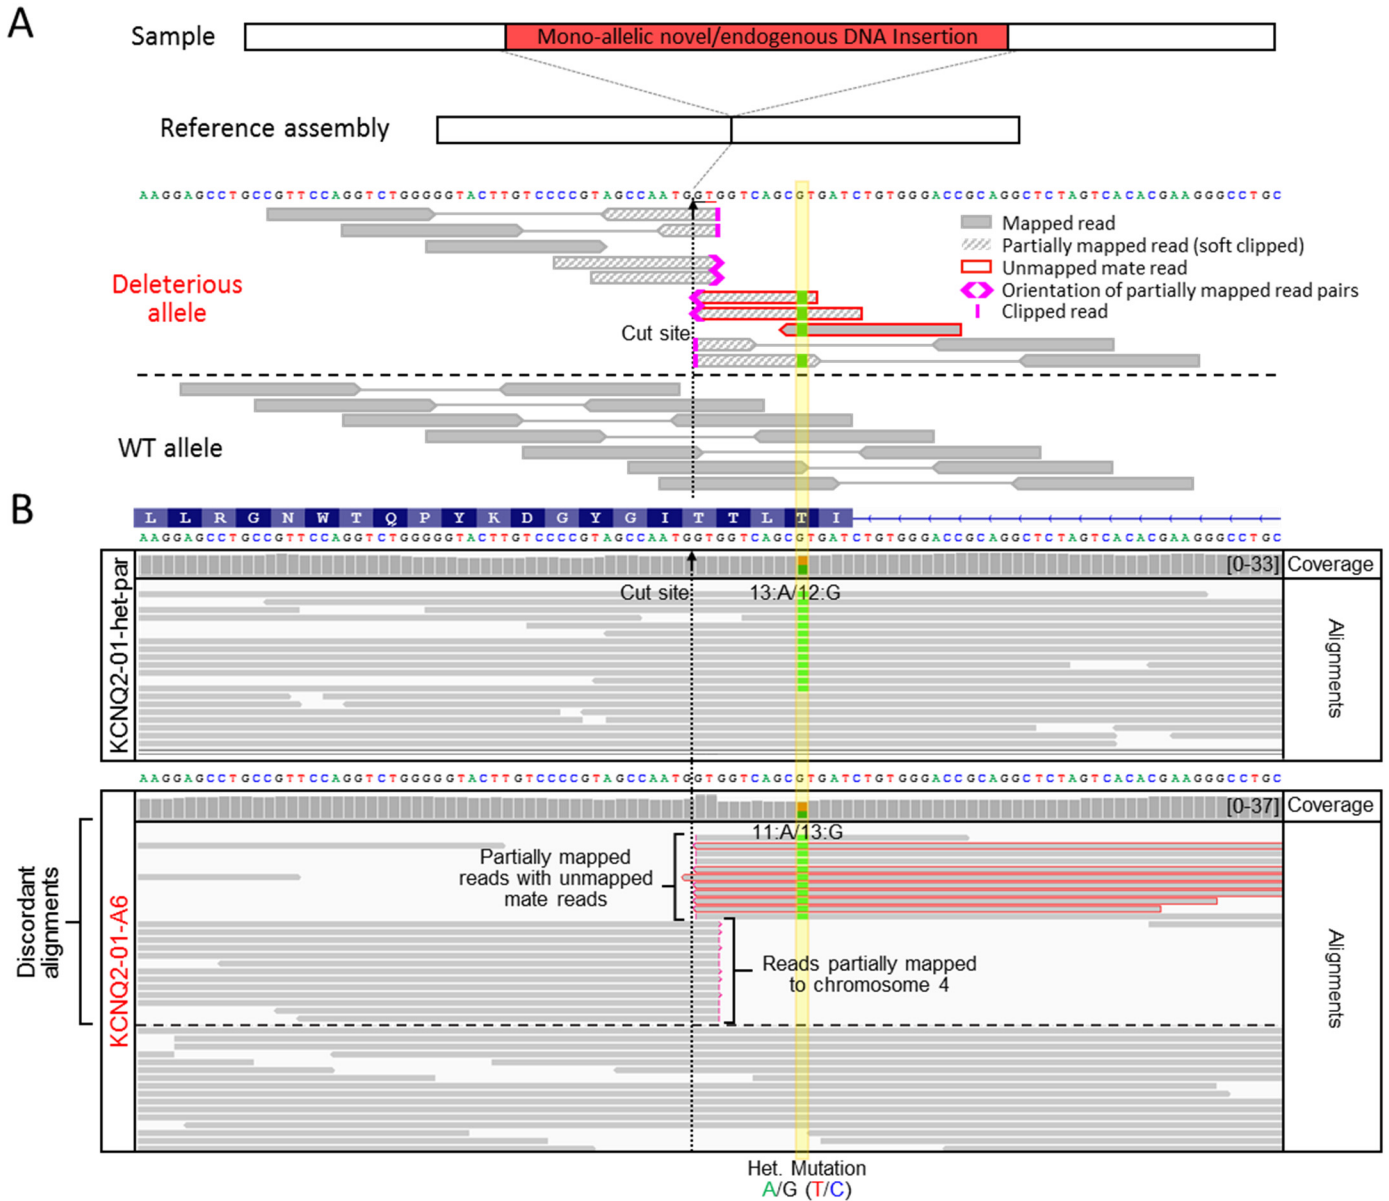 A
Sample
Mono-allelic novel/endogenous DNA Insertion
Reference assembly
AAGGAGCCTGCCGTTCCAGGTCTGGGGGTACTTGTCCCCGTAGCCAATGGTGGTCAGCGTGATCTGTGGGACCGCAGGCTCTAGTCACACGAAGGGCCTGC
Mapped read
Partially mapped read (soft clipped)
Unmapped mate read
Orientation of partially mapped read pairs
Clipped read
Deleterious
allele
Cut site
WT allele
B
L L R G N W T Q P Y K D G Y G I T T L T I
AAGGAGCCTGCCGTTCCAGGTCTGGGGGTACTTGTCCCCGTAGCCAATGGTGGTCAGCGTGATCTGTGGGACCGCAGGCTCTAGTCACACGAAGGGCCTGC
KCNQ2-01-het-par
[0-33]
Coverage
Cut site
13:A/12:G
Alignments
AAGGAGCCTGCCGTTCCAGGTCTGGGGGTACTTGTCCCCGTAGCCAATGGTGGTCAGCGTGATCTGTGGGACCGCAGGCTCTAGTCACACGAAGGGCCTGC
Discordant
alignments
KCNQ2-01-A6
[0-37]
Coverage
11:A/13:G
Partially mapped
reads with unmapped
mate reads
Reads partially mapped
to chromosome 4
Alignments
Het. Mutation
A/G (T/C)